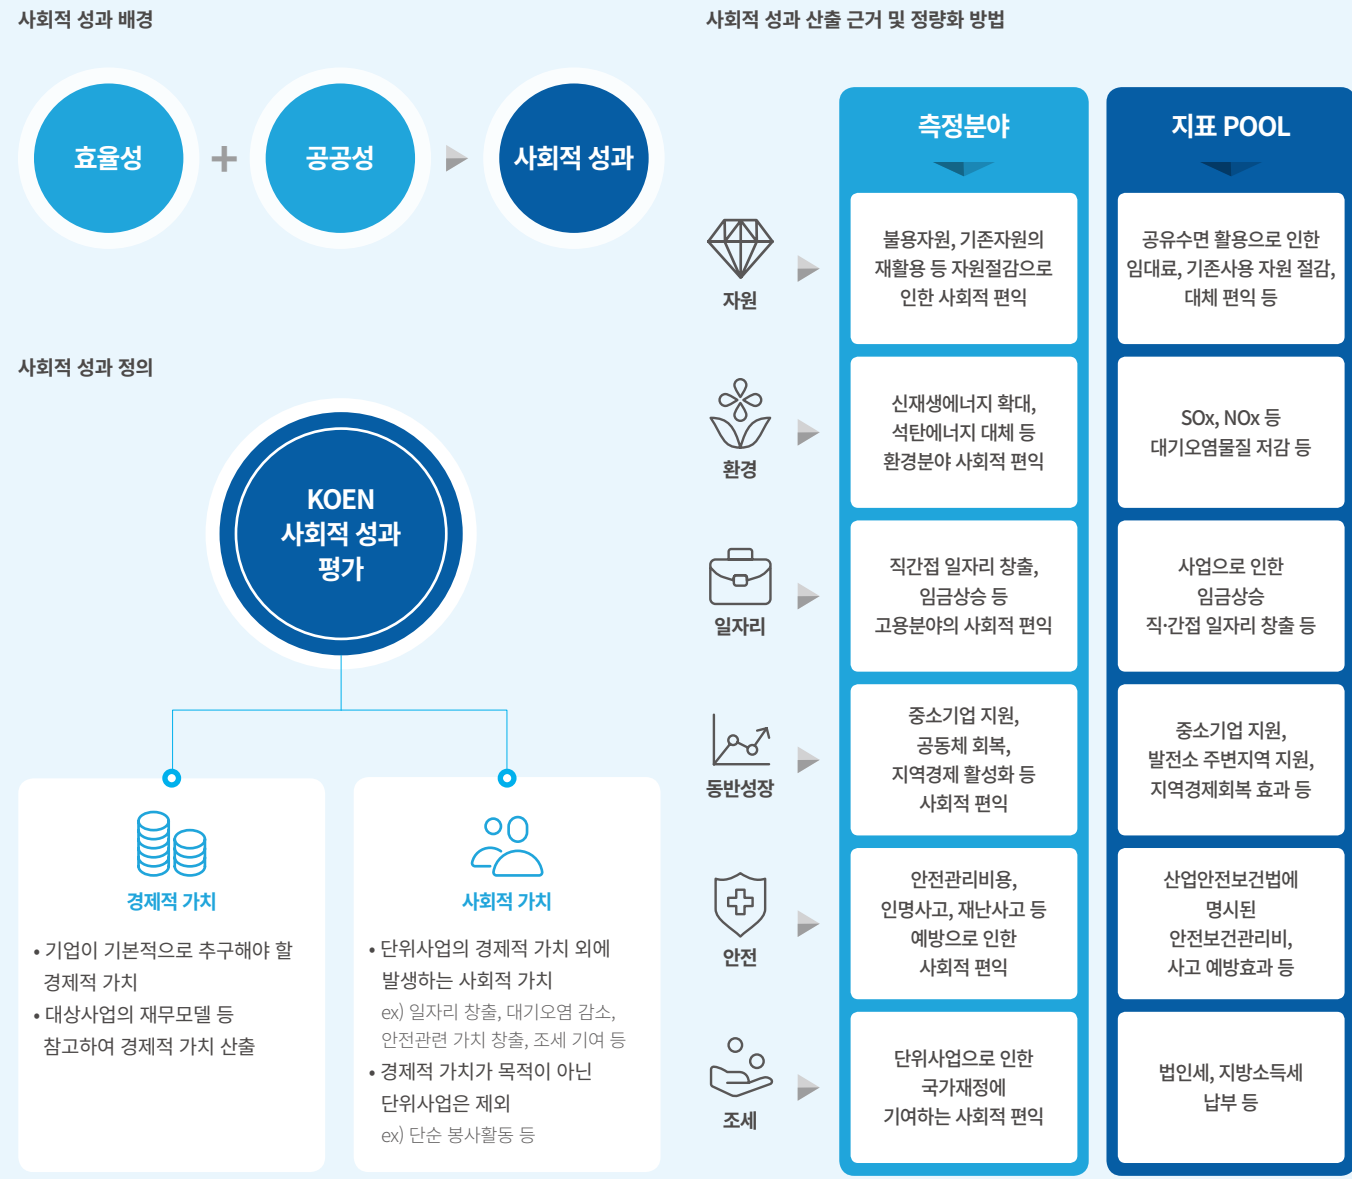 사회적 성과 배경
효율성
공공성
사회적 성과
사회적 성과 정의
KOEN
사회적 성과
평가
경제적 가치
• 기업이 기본적으로 추구해야 할
경제적 가치
• 대상사업의 재무모델 등
참고하여 경제적 가치 산출
사회적 가치
• 단위사업의 경제적 가치 외에
발생하는 사회적 가치
ex) 일자리 창출, 대기오염 감소,
안전관련 가치 창출, 조세 기여 등
• 경제적 가치가 목적이 아닌
단위사업은 제외
ex) 단순 봉사활동 등
사회적 성과 산출 근거 및 정량화 방법
측정분야
지표 POOL
자원
불용자원, 기존자원의
재활용 등 자원절감으로
인한 사회적 편익
공유수면 활용으로 인한
임대료, 기존사용 자원 절감,
대체 편익 등
환경
신재생에너지 확대,
석탄에너지 대체 등
환경분야 사회적 편익
SOx, NOx 등
대기오염물질 저감 등
일자리
직간접 일자리 창출,
임금상승 등
고용분야의 사회적 편익
사업으로 인한
임금상승
직·간접 일자리 창출 등
동반성장
중소기업 지원,
공동체 회복,
지역경제 활성화 등
사회적 편익
중소기업 지원,
발전소 주변지역 지원,
지역경제회복 효과 등
안전
안전관리비용,
인명사고, 재난사고 등
예방으로 인한
사회적 편익
산업안전보건법에
명시된
안전보건관리비,
사고 예방효과 등
조세
단위사업으로 인한
국가재정에
기여하는 사회적 편익
법인세, 지방소득세
납부 등